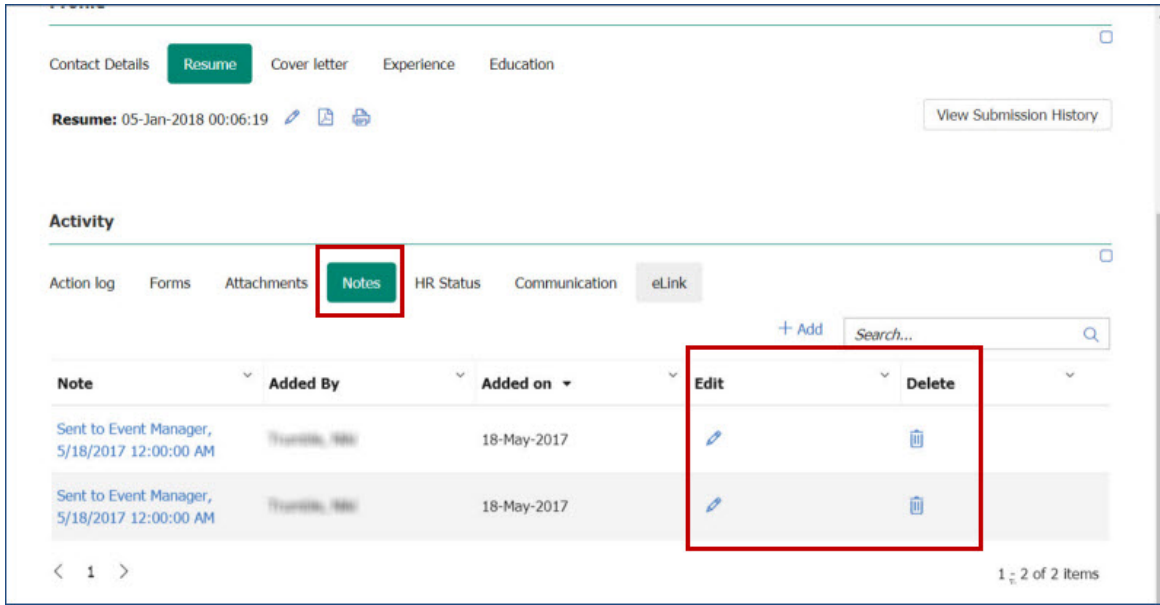 Contact Details Resume Cover letter Experience Education
Resume: 05-Jan-2018 00:06:19
View Submission History
Activity
Action log Forms Attachments Notes HR Status Communication eLink
+ Add Search...
Note Added By Added on Edit Delete
Sent to Event Manager,
5/18/2017 12:00:00 AM
18-May-2017
Sent to Event Manager,
5/18/2017 12:00:00 AM
18-May-2017
< 1 >
1 - 2 of 2 items